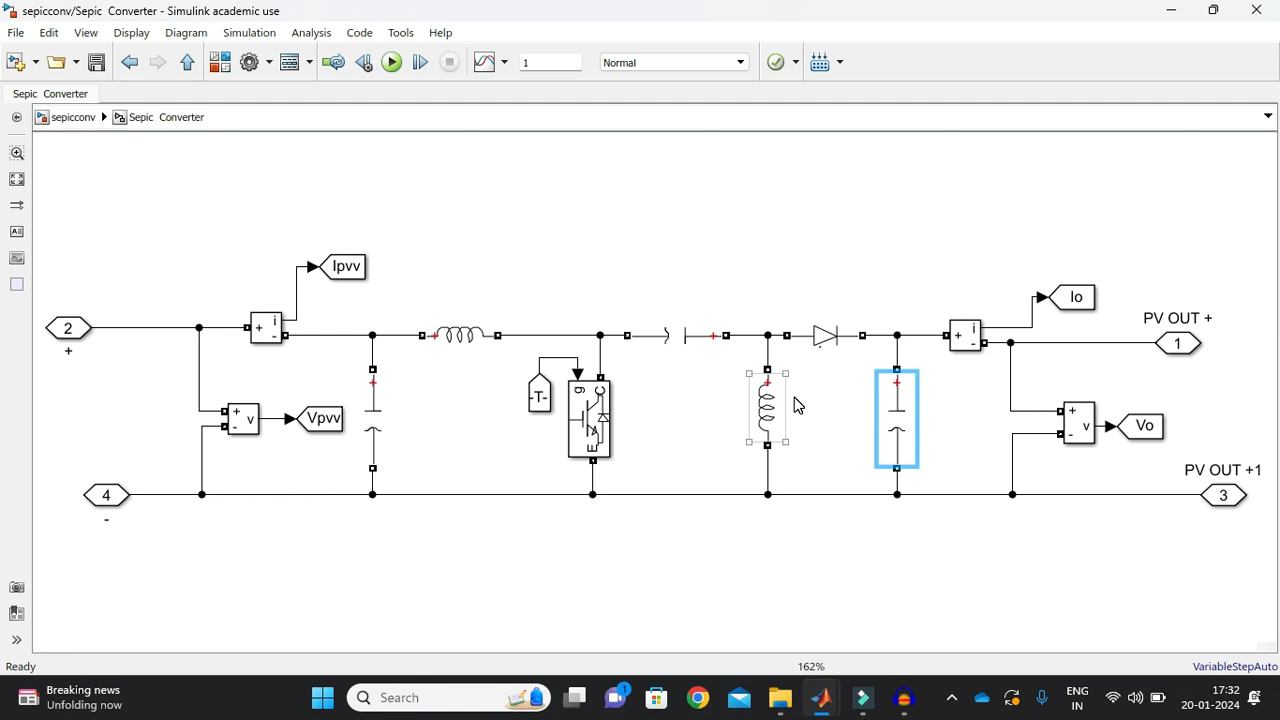 sepicconv/Sepic Converter - Simulink academic use
File Edit View Display Diagram Simulation Analysis Code Tools Help
1 Normal
Sepic Converter
sepicconv Sepic Converter
Ipvv
2
+
+ i -
Io
PV OUT +
+ i -
1
-T-
g C
E
+ v -
Vpvv
+ v -
Vo
PV OUT +1
4
-
3
Ready 162% VariableStepAuto
Breaking news
Unfolding now
Search
1
ENG
IN
17:32
20-01-2024